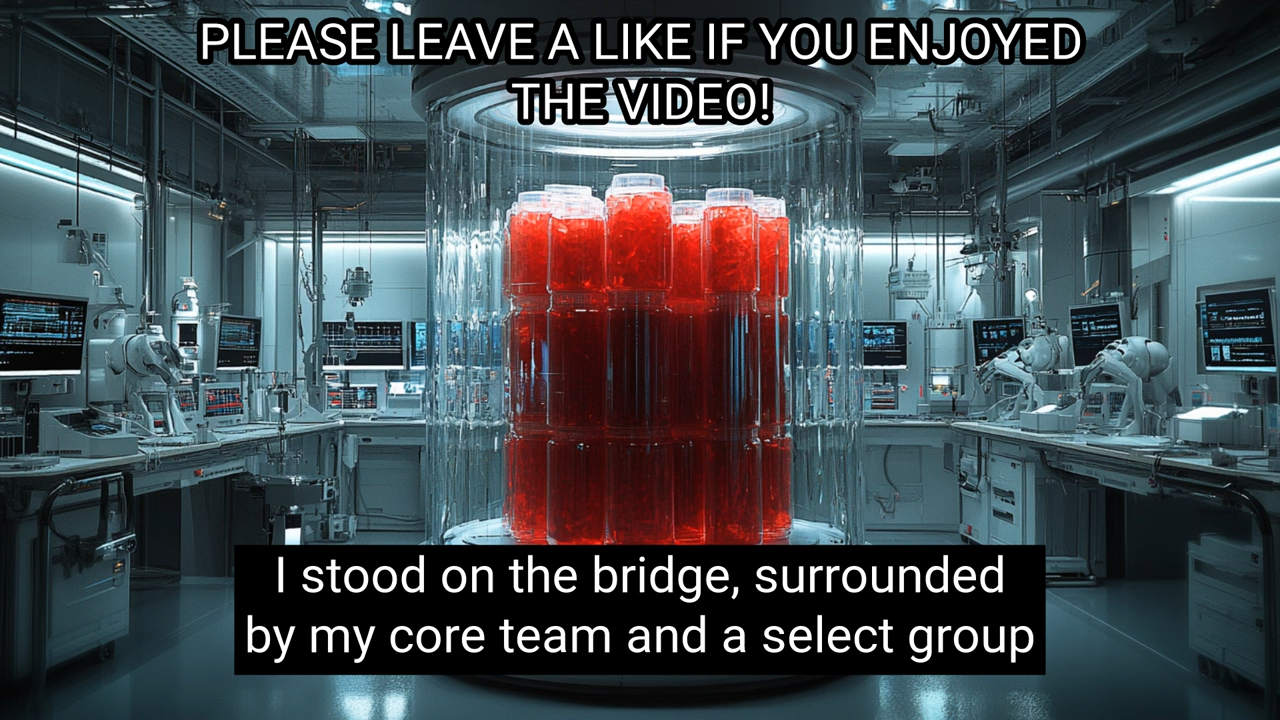 PLEASE LEAVE A LIKE IF YOU ENJOYED
THE VIDEO!
I stood on the bridge, surrounded
by my core team and a select group